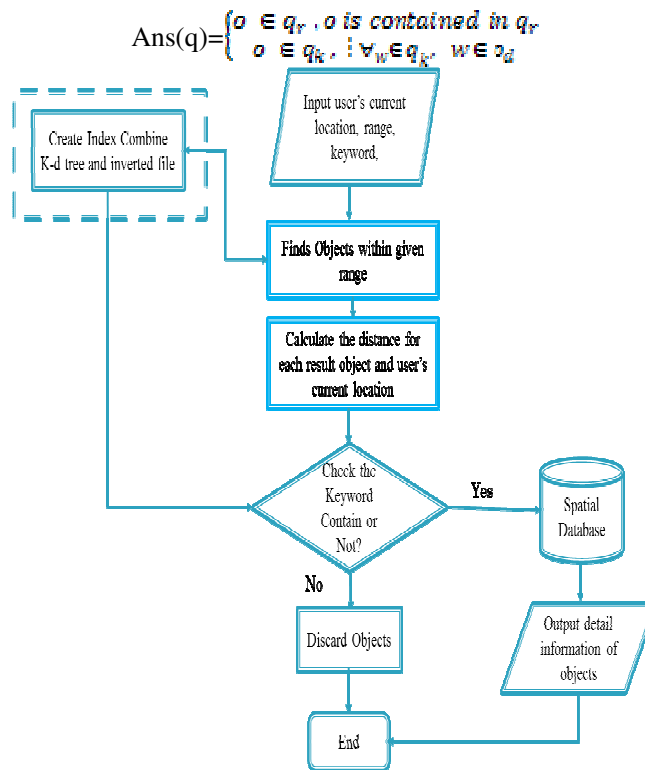 Ans(q)={o ∈ q_r , o is contained in q_r
o ∈ q_k , ⋮ ∀_w ∈ q_k, w ∈ o_d
Input user's current
location, range,
keyword,
Create Index Combine
K-d tree and inverted file
Finds Objects within given
range
Calculate the distance for
each result object and user's
current location
Check the
Keyword
Contain or
Not?
Yes
Spatial
Database
No
Discard Objects
Output detail
information of
objects
End